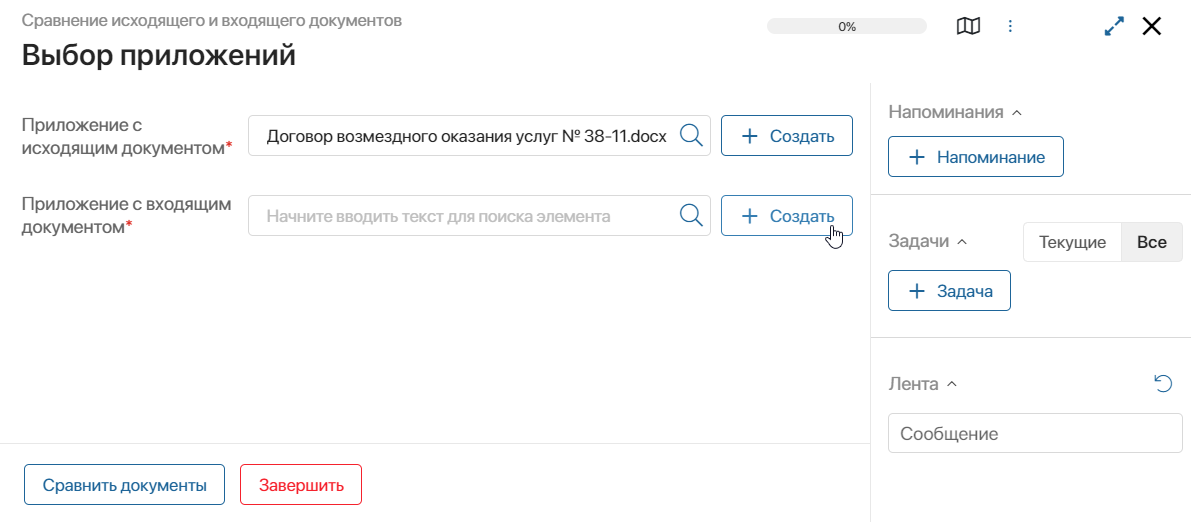 Сравнение исходящего и входящего документов
0%
Выбор приложений
Приложение с
исходящим документом*
Договор возмездного оказания услуг № 38-11.docx
Создать
Приложение с входящим
документом*
Начните вводить текст для поиска элемента
Создать
Сравнить документы
Завершить
Напоминания
Напоминание
Задачи
Текущие
Все
Задача
Лента
Сообщение